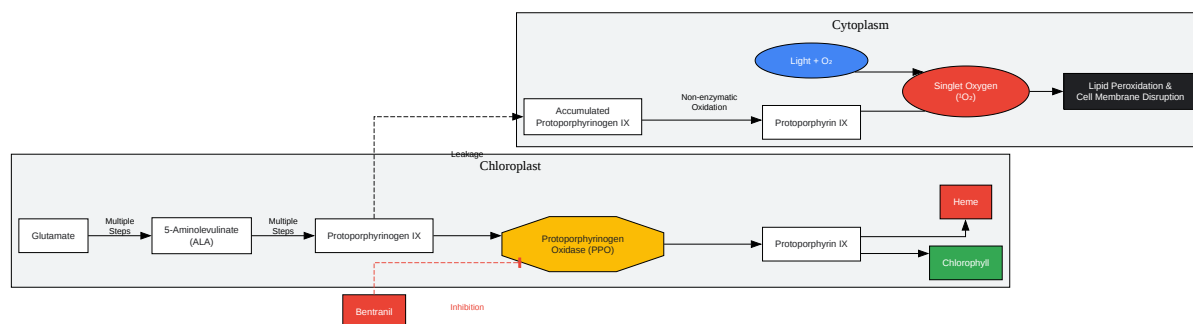 Cytoplasm
Light + O₂
Singlet Oxygen
(¹O₂)
Lipid Peroxidation &
Cell Membrane Disruption
Non-enzymatic
Oxidation
Accumulated
Protoporphyrinogen IX
Protoporphyrin IX
Leakage
Chloroplast
Glutamate
Multiple
Steps
5-Aminolevulinate
(ALA)
Multiple
Steps
Protoporphyrinogen IX
Protoporphyrinogen
Oxidase (PPO)
Protoporphyrin IX
Heme
Chlorophyll
Bentranil
Inhibition